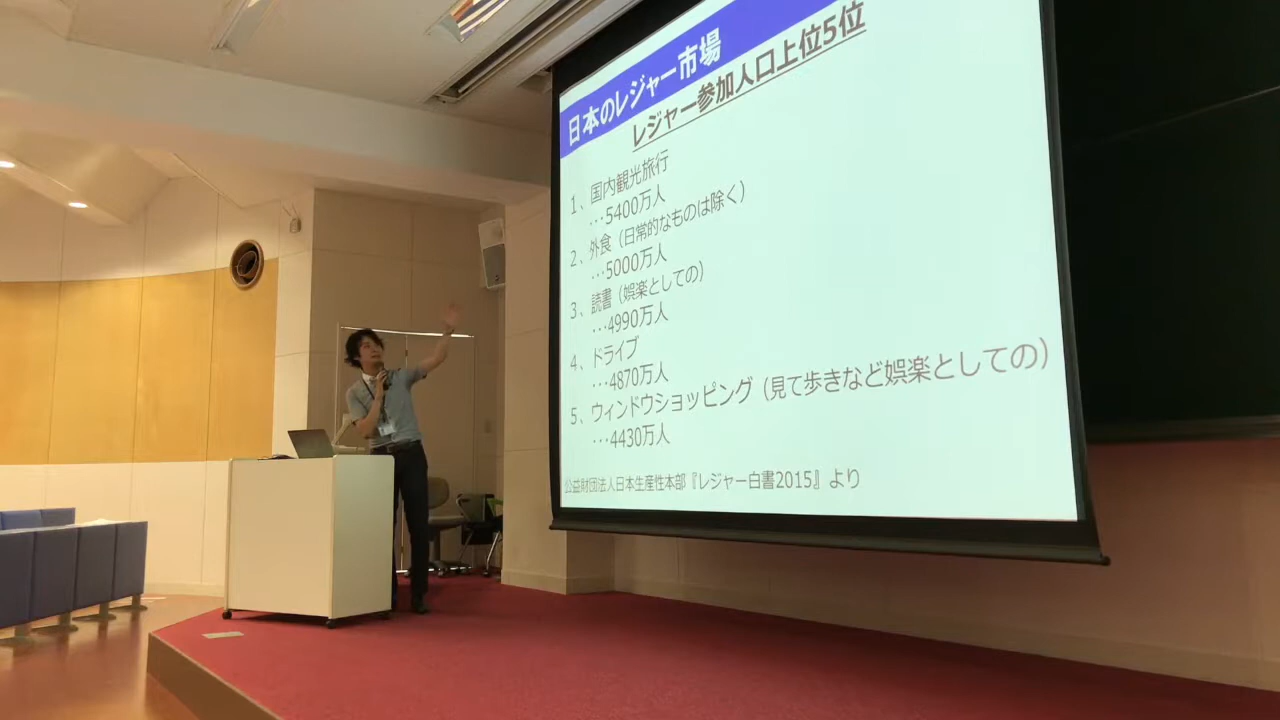 日本のレジャー市場
レジャー参加人口上位5位
1、国内観光旅行
…5400万人
2、外食（日常的なものは除く）
…5000万人
3、読書（娯楽としての）
…4990万人
4、ドライブ
…4870万人
5、ウィンドウショッピング（見て歩きなど娯楽としての）
…4430万人
公益財団法人日本生産性本部『レジャー白書2015』より